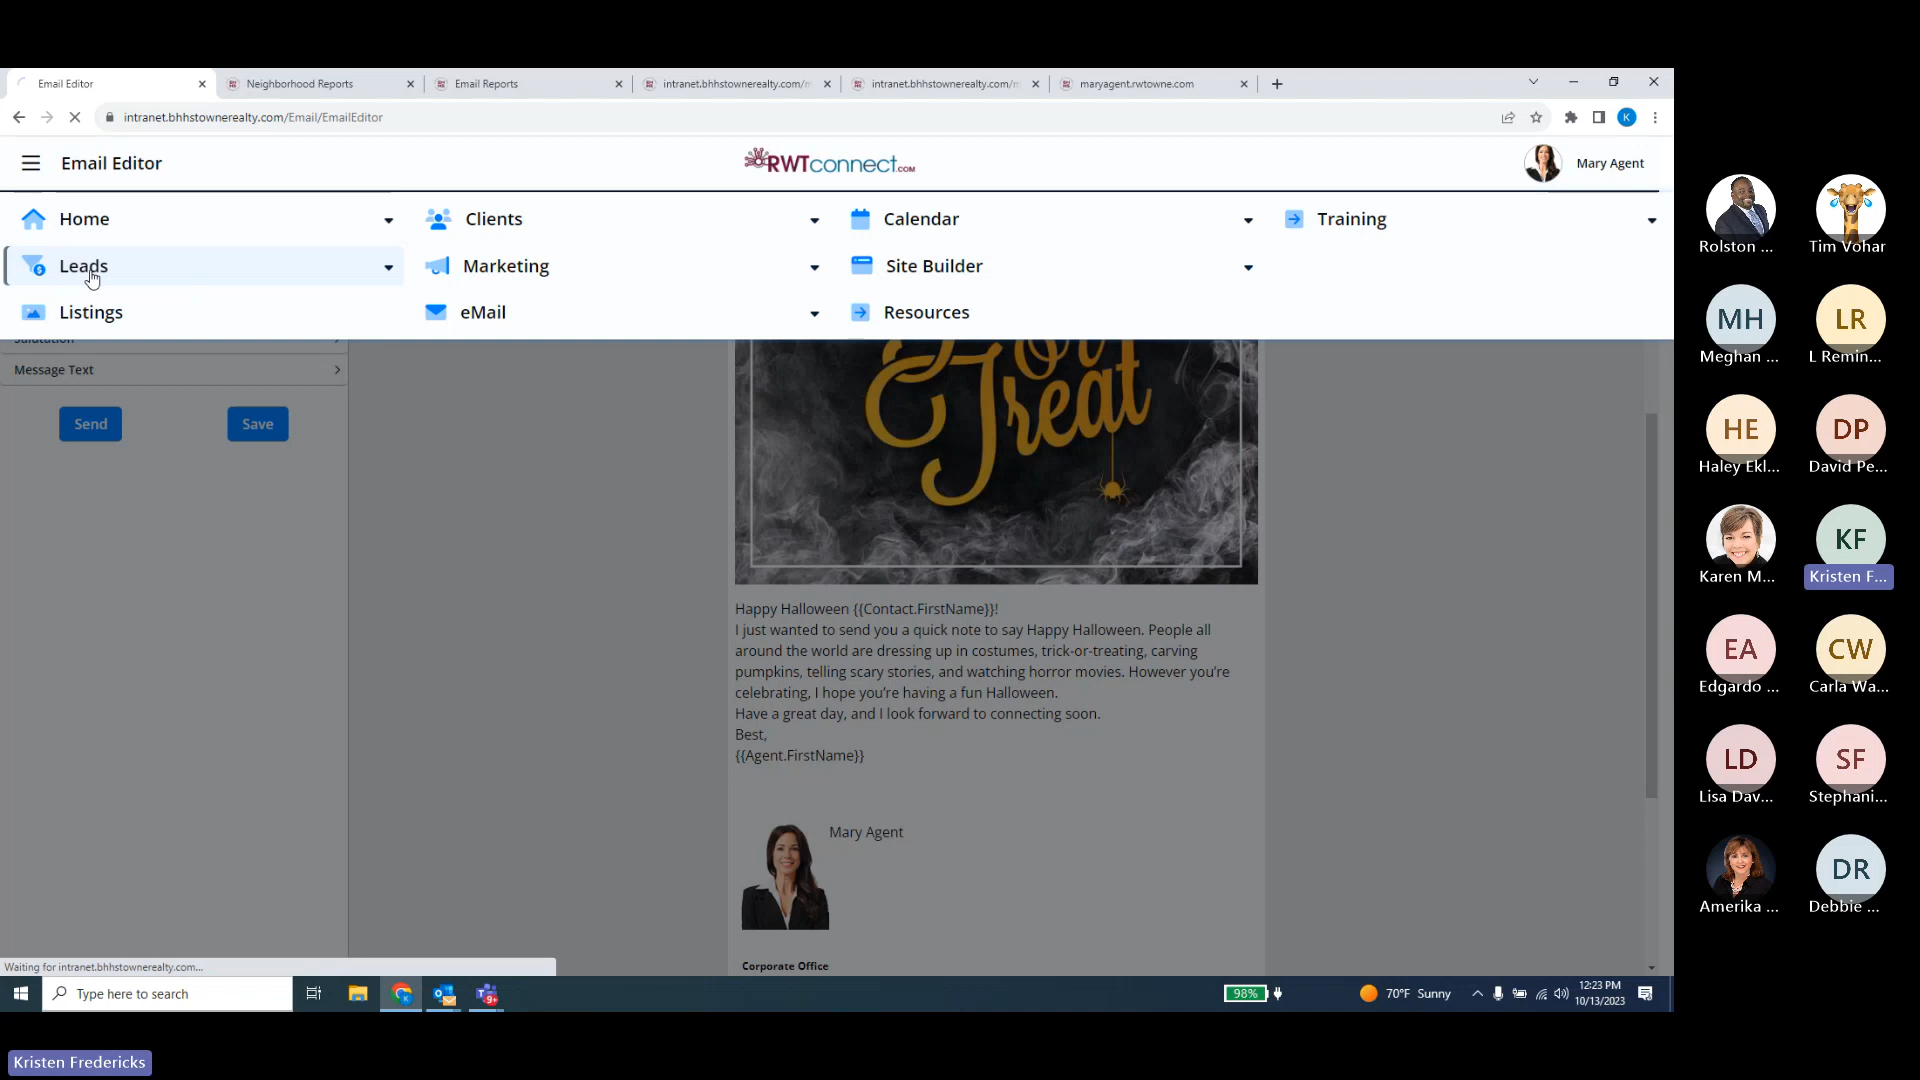 Email Editor
Neighborhood Reports
Email Reports
intranet.bhhstownerealty.com/m
intranet.bhhstownerealty.com/m
maryagent.rwtowne.com
intranet.bhhstownerealty.com/Email/EmailEditor
K
Email Editor
RWTconnect.COM
Mary Agent
Home
Clients
Calendar
Training
Leads
Marketing
Site Builder
Listings
eMail
Resources
Salutation
Message Text
Send
Save
Or
Treat
Happy Halloween {{Contact.FirstName}}!
I just wanted to send you a quick note to say Happy Halloween. People all
around the world are dressing up in costumes, trick-or-treating, carving
pumpkins, telling scary stories, and watching horror movies. However you're
celebrating, I hope you're having a fun Halloween.
Have a great day, and I look forward to connecting soon.
Best,
{{Agent.FirstName}}
Mary Agent
Corporate Office
Waiting for intranet.bhhstownerealty.com...
Type here to search
9+
98%
70°F Sunny
12:23 PM
10/13/2023
Rolston ...
Tim Vohar
MH
Meghan ...
LR
L Remin...
HE
Haley Ekl...
DP
David Pe...
Karen M...
KF
Kristen F...
EA
Edgardo ...
CW
Carla Wa...
LD
Lisa Dav...
SF
Stephani...
Amerika ...
DR
Debbie ...
Kristen Fredericks